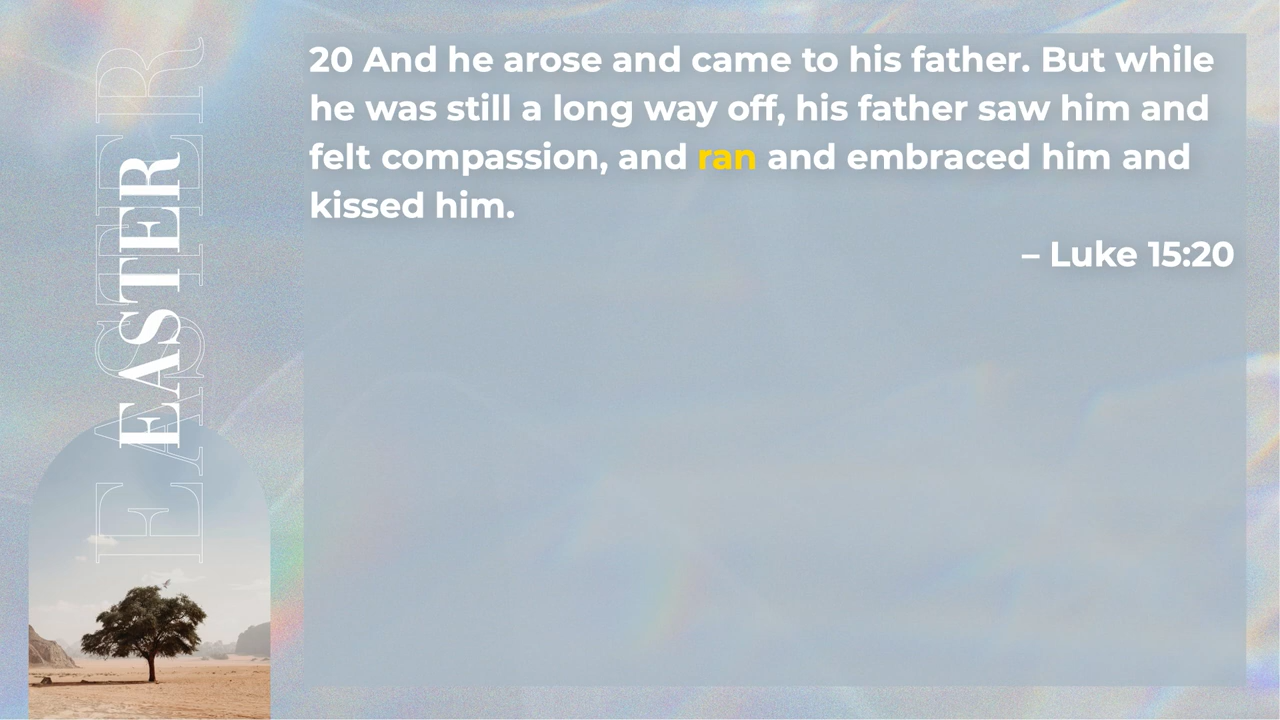 EASTER
EASTER
20 And he arose and came to his father. But while
he was still a long way off, his father saw him and
felt compassion, and ran and embraced him and
kissed him.
– Luke 15:20